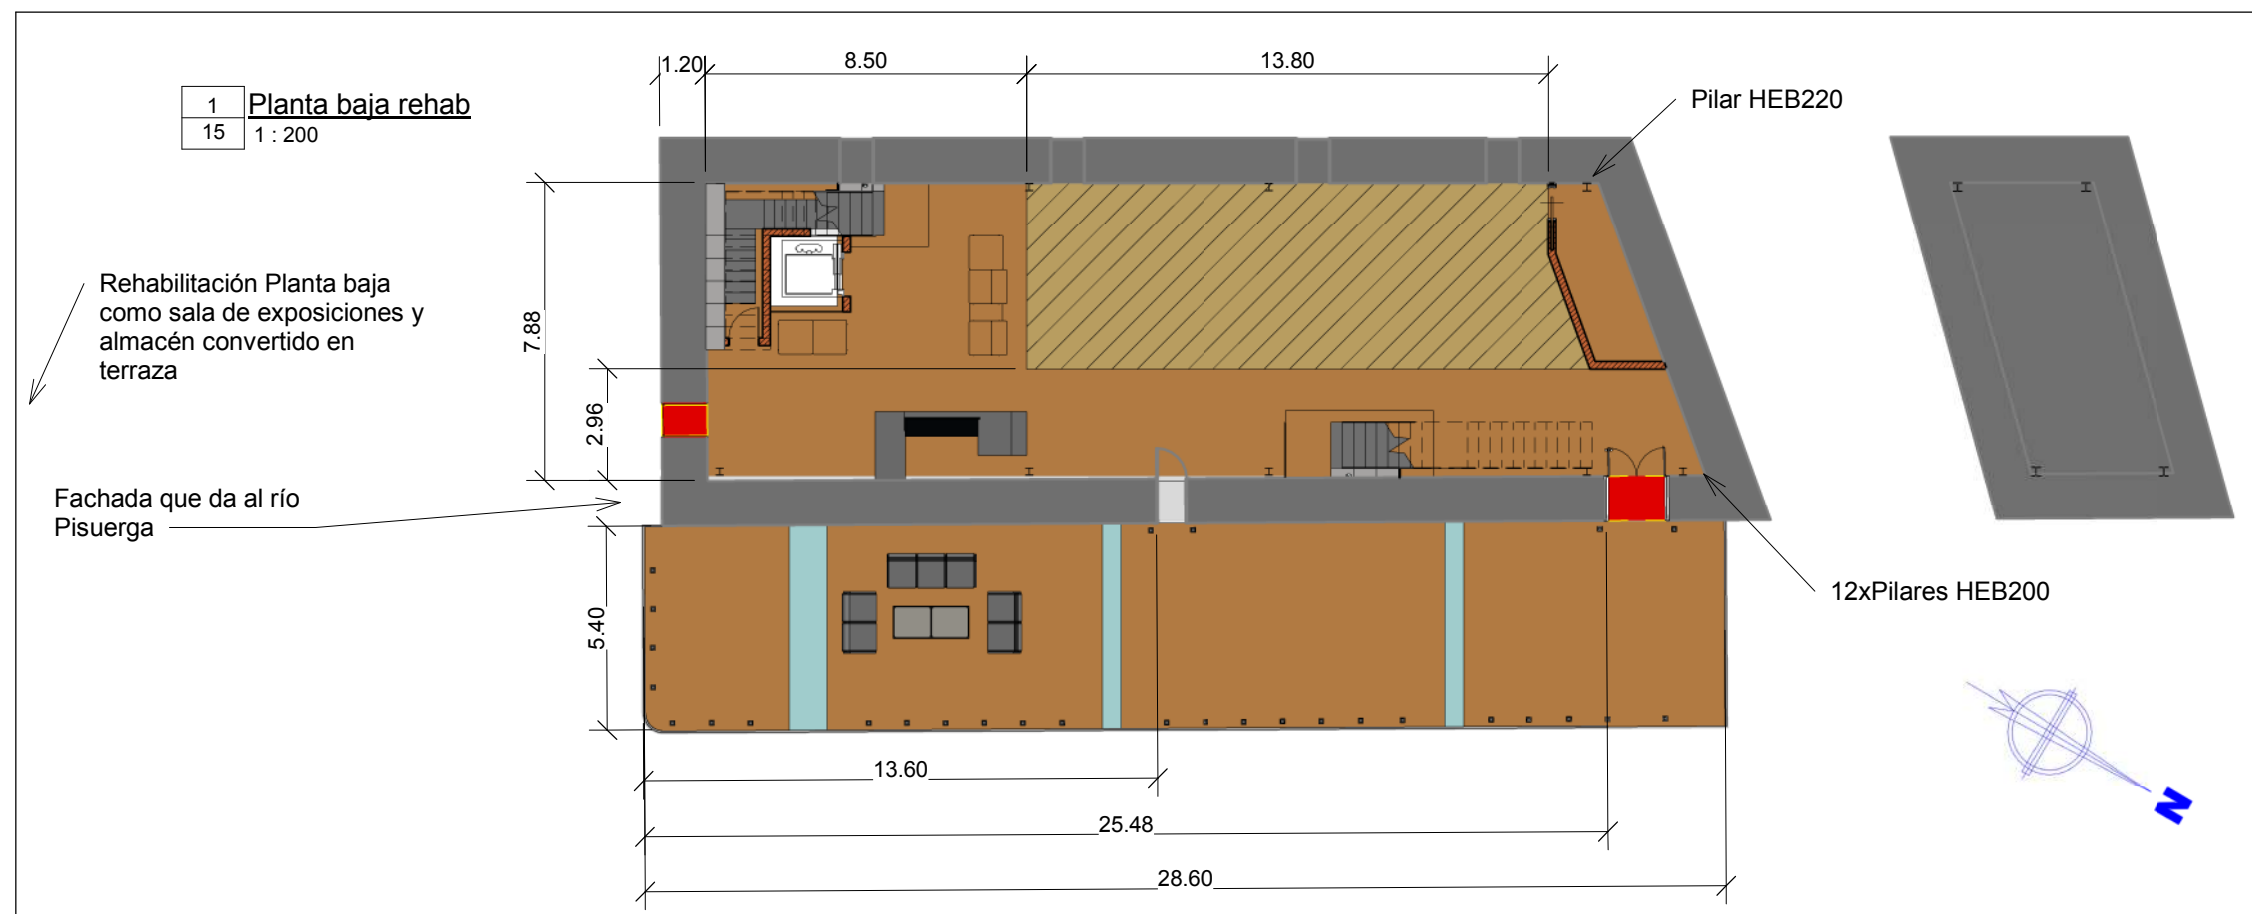 1.20
8.50
13.80
1
Planta baja rehab
15
1 : 200
Pilar HEB220
Rehabilitación Planta baja
como sala de exposiciones y
almacén convertido en
terraza
7.88
2.96
Fachada que da al río
Pisuerga
12xPilares HEB200
5.40
13.60
25.48
28.60
N